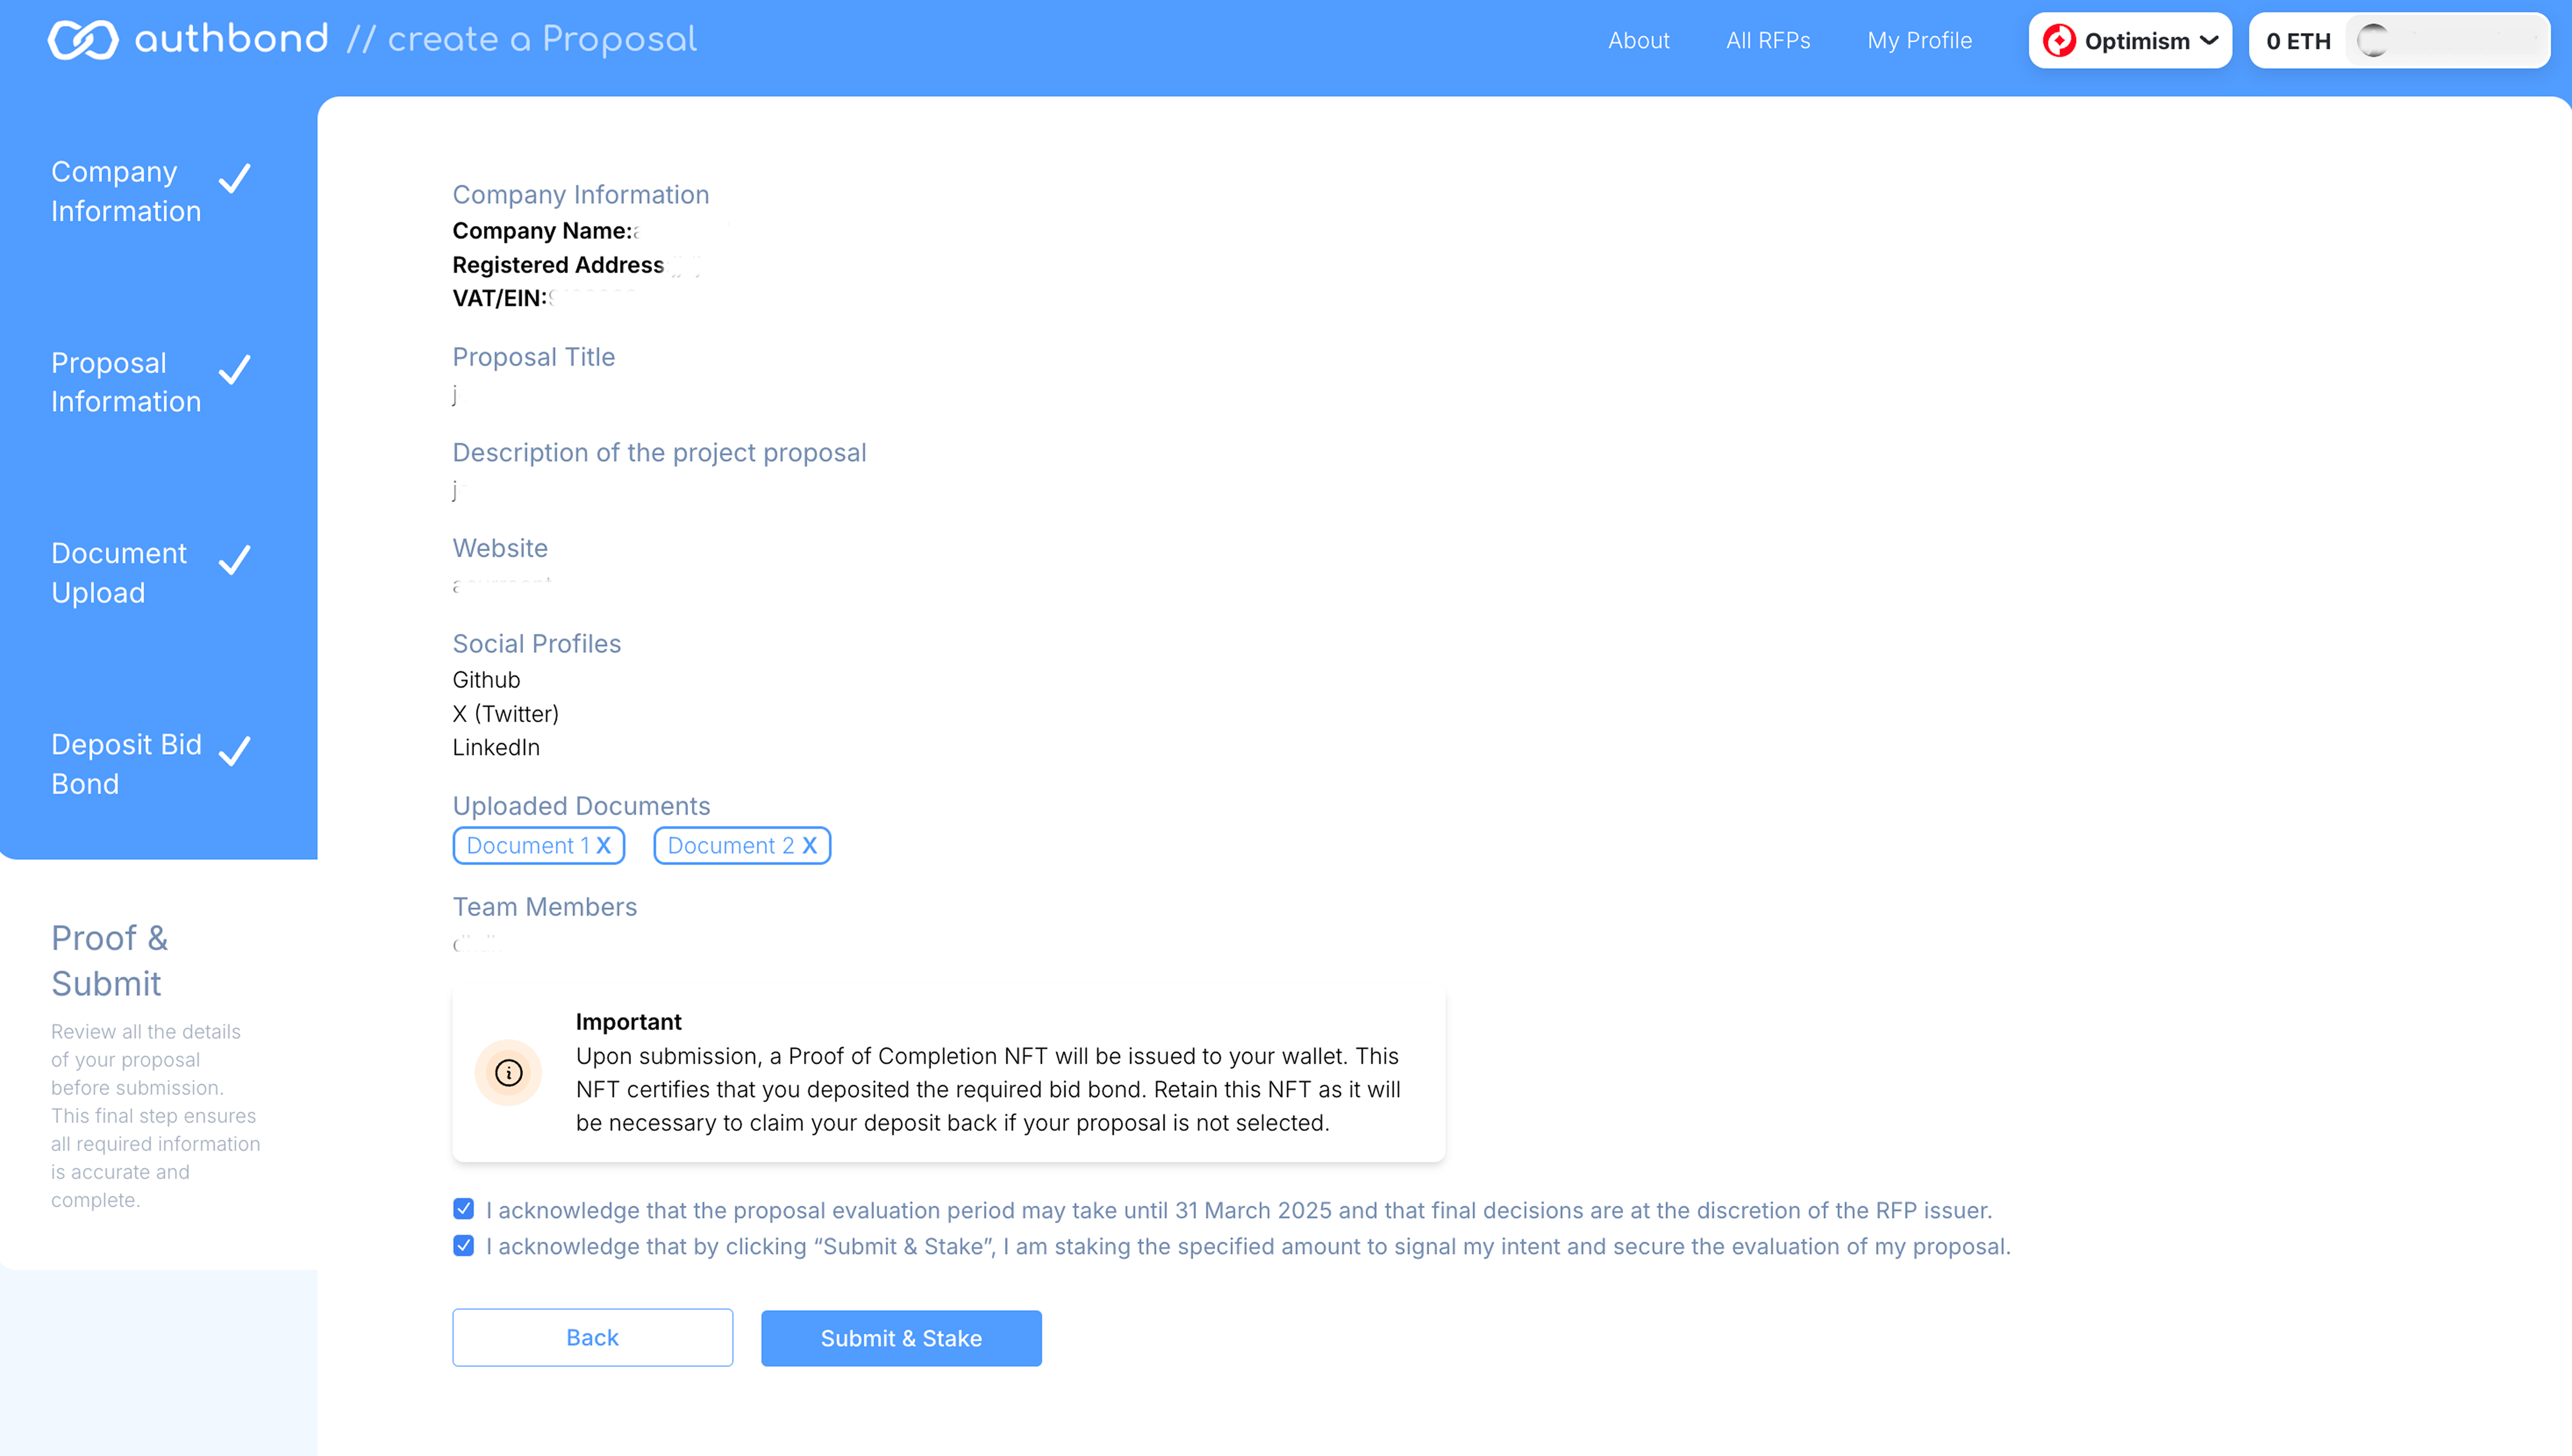 authbond // create a Proposal
About
All RFPs
My Profile
Optimism
0 ETH
Company
Information
Proposal
Information
Document
Upload
Deposit Bid
Bond
Proof &
Submit
Review all the details
of your proposal
before submission.
This final step ensures
all required information
is accurate and
complete.
Company Information
Company Name:
Registered Address
VAT/EIN:
Proposal Title
j
Description of the project proposal
j
Website
Social Profiles
Github
X (Twitter)
LinkedIn
Uploaded Documents
Document 1 X
Document 2 X
Team Members
Important
Upon submission, a Proof of Completion NFT will be issued to your wallet. This
NFT certifies that you deposited the required bid bond. Retain this NFT as it will
be necessary to claim your deposit back if your proposal is not selected.
I acknowledge that the proposal evaluation period may take until 31 March 2025 and that final decisions are at the discretion of the RFP issuer.
I acknowledge that by clicking “Submit & Stake”, I am staking the specified amount to signal my intent and secure the evaluation of my proposal.
Back
Submit & Stake